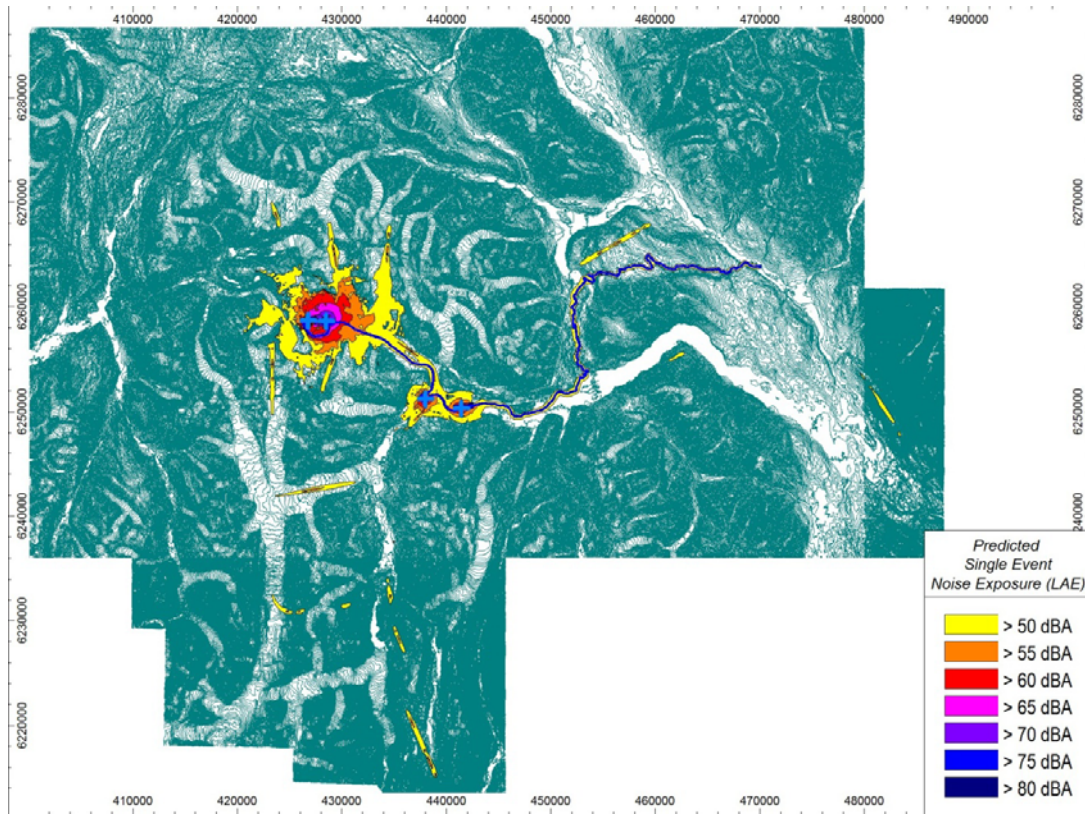 410000 420000 430000 440000 450000 460000 470000 480000 490000
6280000 6280000
6270000 6270000
6260000 6260000
6250000 6250000
6240000 6240000
6230000
6220000
Predicted
Single Event
Noise Exposure (LAE)
> 50 dBA
> 55 dBA
> 60 dBA
> 65 dBA
> 70 dBA
> 75 dBA
> 80 dBA
410000 420000 430000 440000 450000 460000 470000 480000